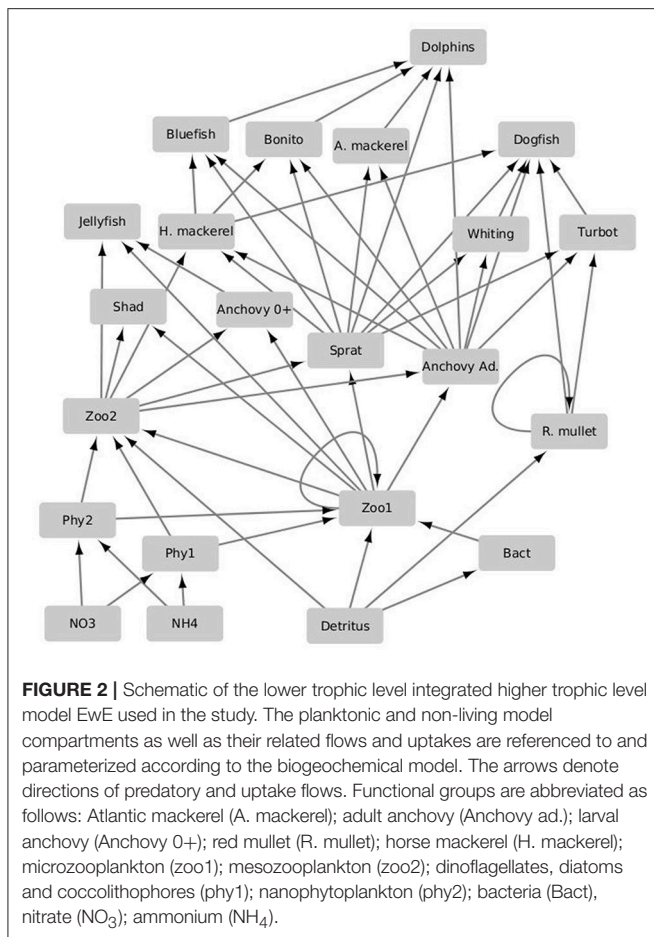 Dolphins
Bluefish
Bonito
A. mackerel
Dogfish
Jellyfish
H. mackerel
Whiting
Turbot
Shad
Anchovy 0+
Sprat
Anchovy Ad.
Zoo2
R. mullet
Zoo1
Phy2
Phy1
Bact
NO3
NH4
Detritus
FIGURE 2 | Schematic of the lower trophic level integrated higher trophic level
model EwE used in the study. The planktonic and non-living model
compartments as well as their related flows and uptakes are referenced to and
parameterized according to the biogeochemical model. The arrows denote
directions of predatory and uptake flows. Functional groups are abbreviated as
follows: Atlantic mackerel (A. mackerel); adult anchovy (Anchovy ad.); larval
anchovy (Anchovy 0+); red mullet (R. mullet); horse mackerel (H. mackerel);
microzooplankton (zoo1); mesozooplankton (zoo2); dinoflagellates, diatoms
and coccolithophores (phy1); nanophytoplankton (phy2); bacteria (Bact),
nitrate (NO₃); ammonium (NH₄).